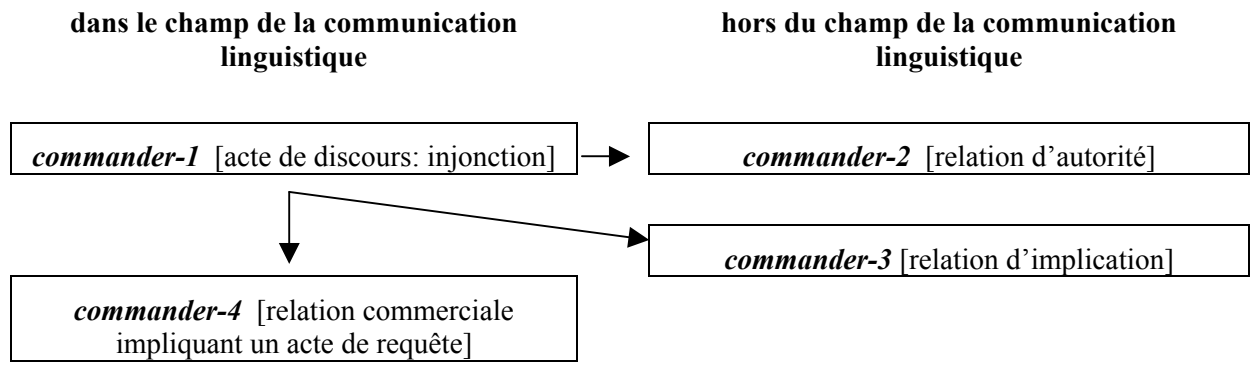 dans le champ de la communication
linguistique
hors du champ de la communication
linguistique
commander-1 [acte de discours: injonction]
commander-2 [relation d'autorité]
commander-3 [relation d'implication]
commander-4 [relation commerciale
impliquant un acte de requête]